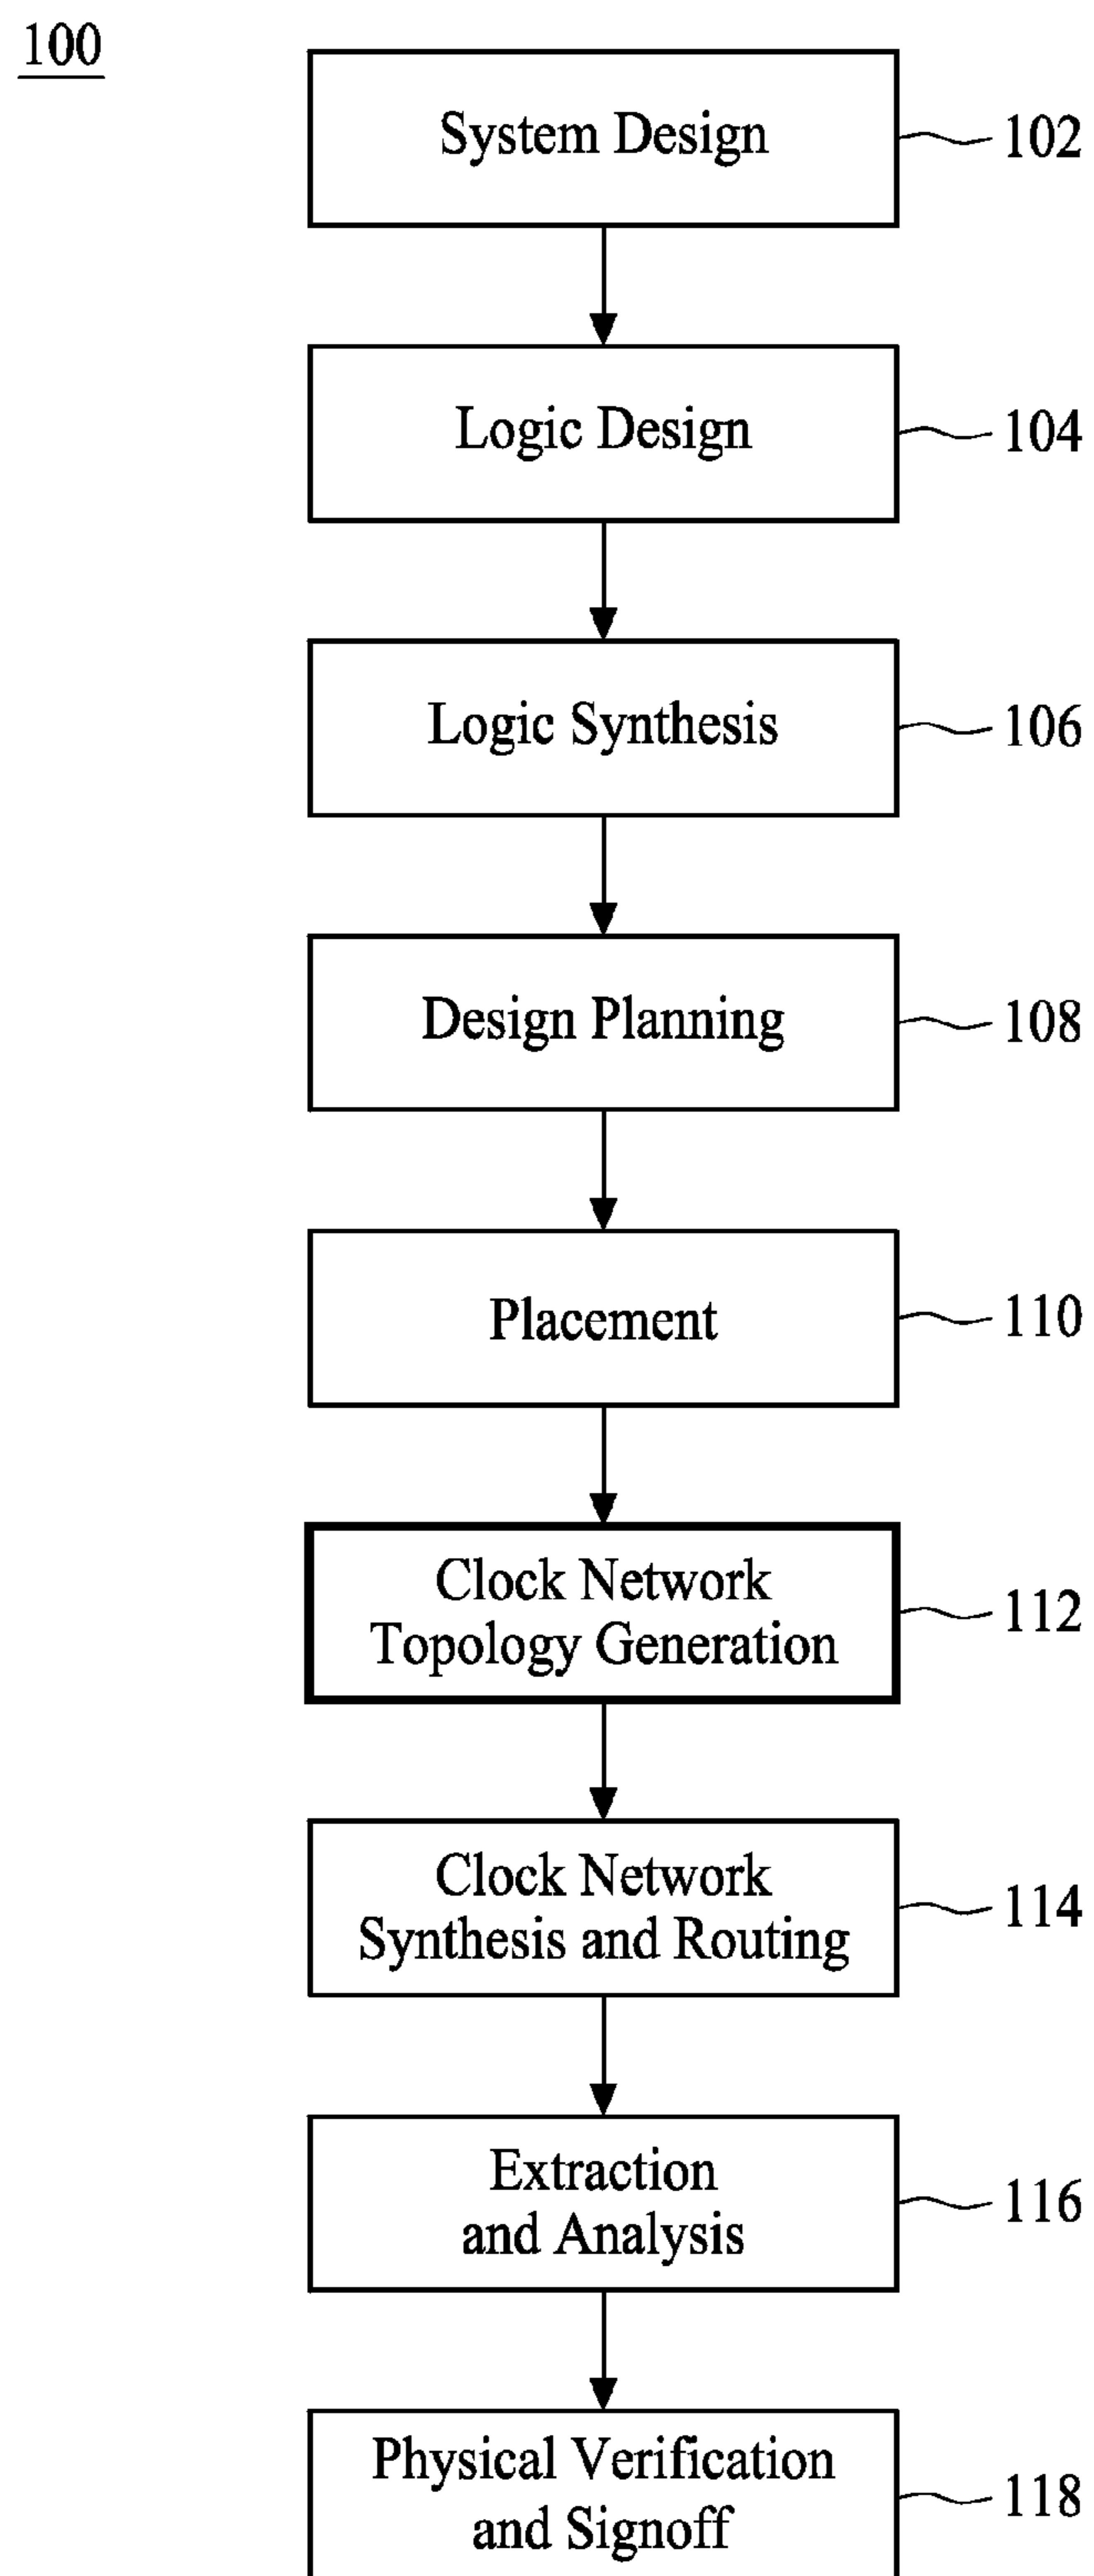 100
System Design
102
Logic Design
104
Logic Synthesis
106
Design Planning
108
Placement
110
Clock Network
Topology Generation
112
Clock Network
Synthesis and Routing
114
Extraction
and Analysis
116
Physical Verification
and Signoff
118